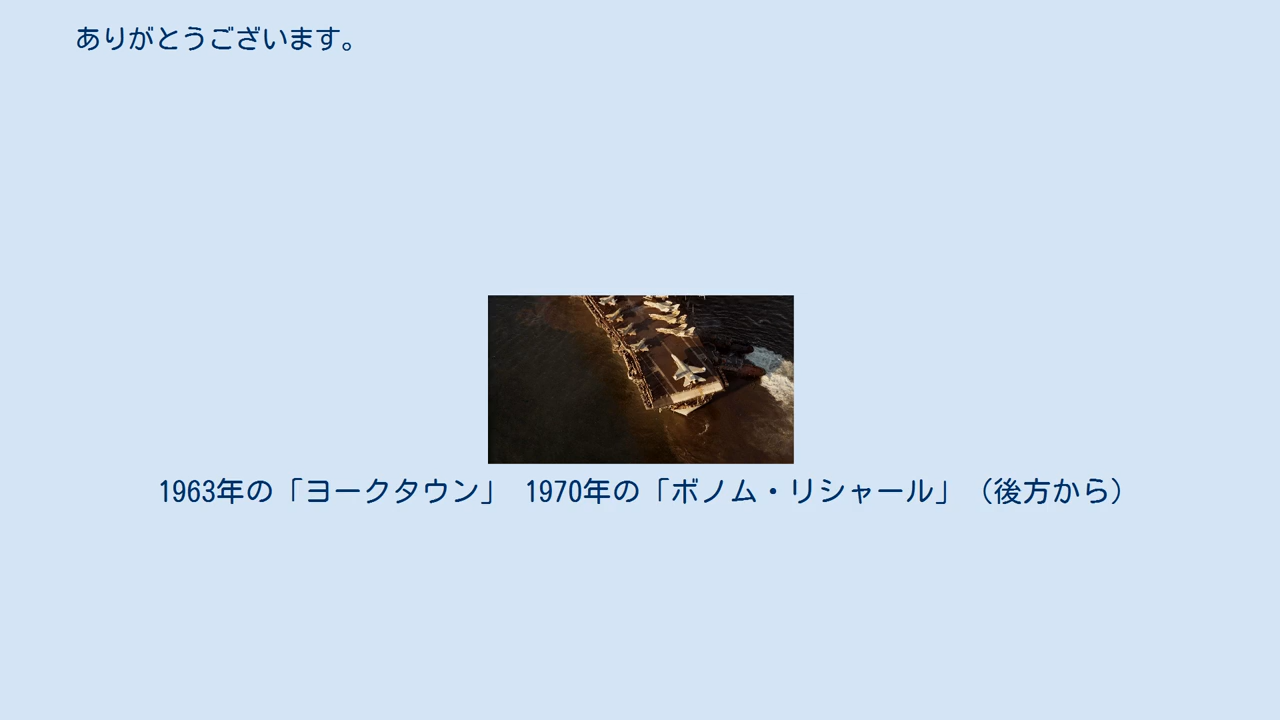 ありがとうございます。
1963年の「ヨークタウン」 1970年の「ボノム・リシャール」（後方から）